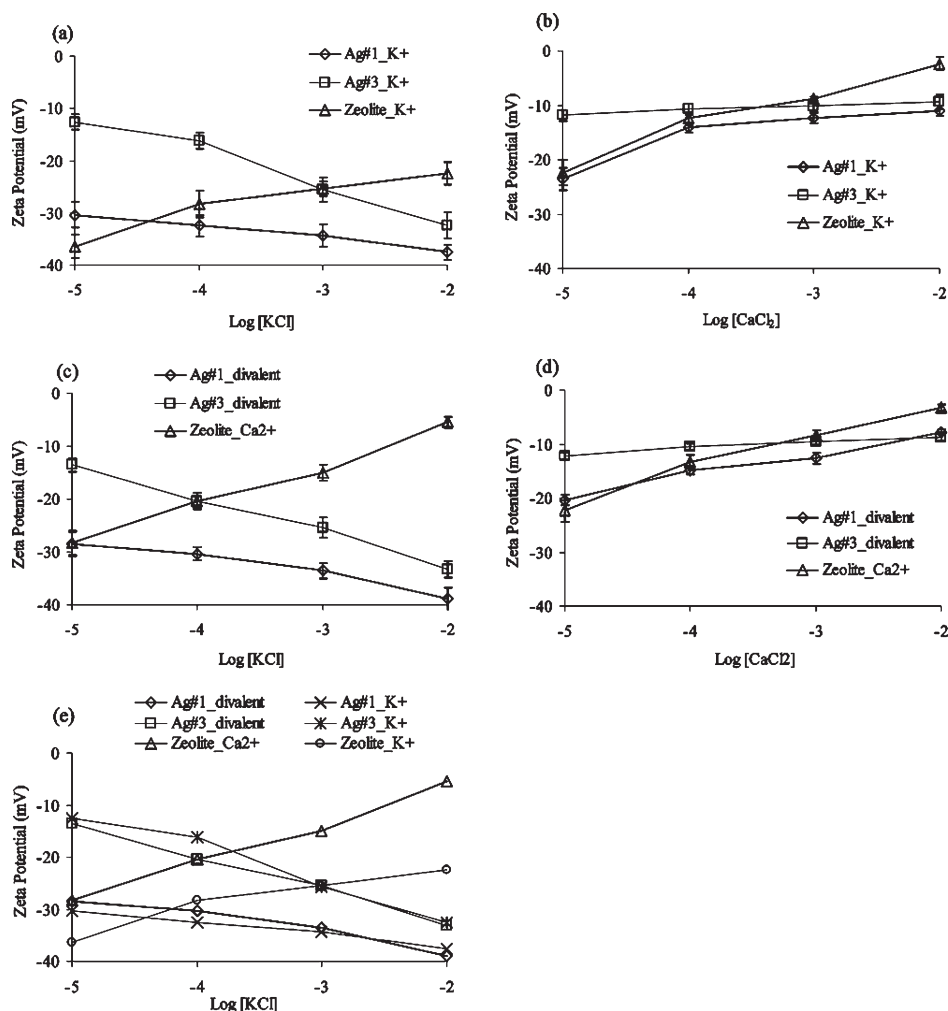 (a)
Ag#1_K+
Ag#3_K+
Zeolite_K+
0
-10
-20
-30
-40
Zeta Potential (mV)
-5 -4 -3 -2
Log [KCl]
(b)
0
-10
-20
-30
-40
Zeta Potential (mV)
Ag#1_K+
Ag#3_K+
Zeolite_K+
-5 -4 -3 -2
Log [CaCl₂]
(c)
Ag#1_divalent
Ag#3_divalent
Zeolite_Ca2+
0
-10
-20
-30
-40
Zeta Potential (mV)
-5 -4 -3 -2
Log [KCl]
(d)
0
-10
-20
-30
-40
Zeta Potential (mV)
Ag#1_divalent
Ag#3_divalent
Zeolite_Ca2+
-5 -4 -3 -2
Log [CaCl2]
(e)
Ag#1_divalent Ag#1_K+
Ag#3_divalent Ag#3_K+
Zeolite_Ca2+ Zeolite_K+
0
-10
-20
-30
-40
Zeta Potential (mV)
-5 -4 -3 -2
Log [KCl]